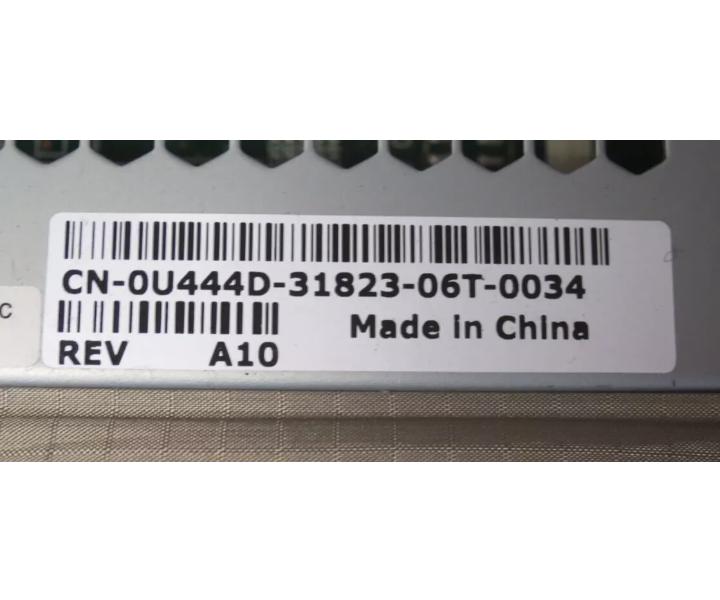 CN-0U444D-31823-06T-0034
Made in China
REV A10
C